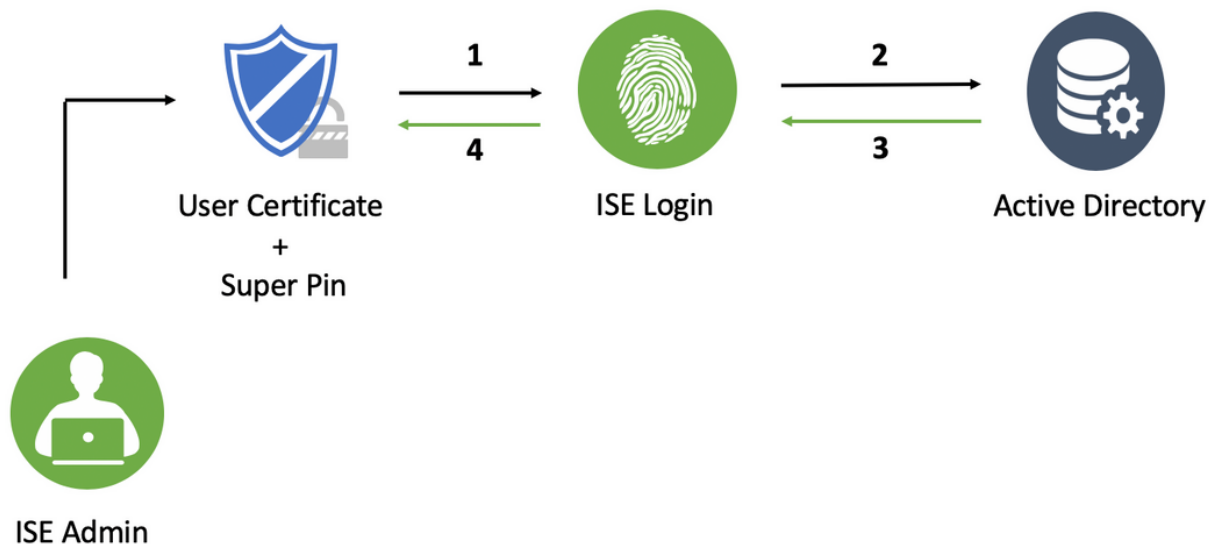 1
2
4
3
User Certificate
+
Super Pin
ISE Login
Active Directory
ISE Admin